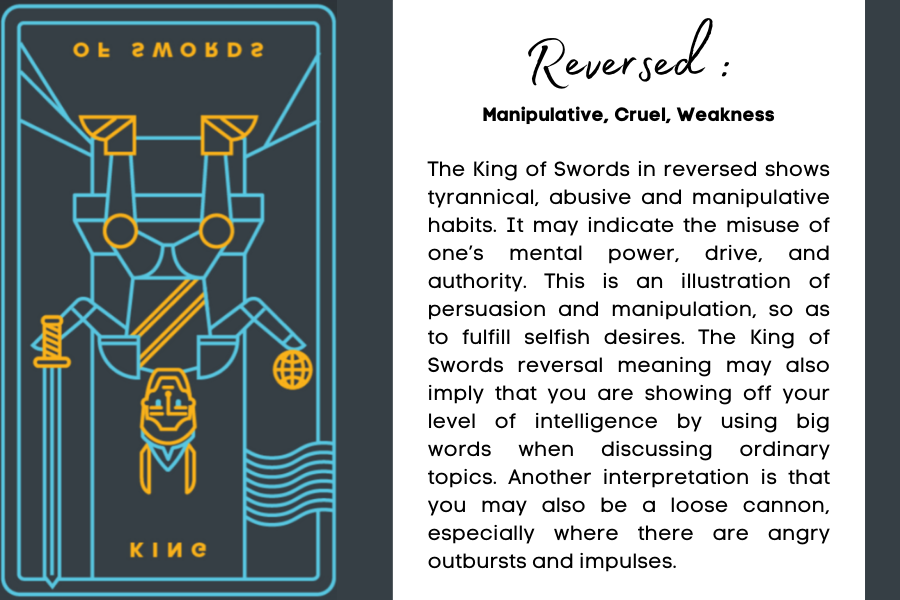 OF SWORDS
KING
Reversed :
Manipulative, Cruel, Weakness
The King of Swords in reversed shows
tyrannical, abusive and manipulative
habits. It may indicate the misuse of
one’s mental power, drive, and
authority. This is an illustration of
persuasion and manipulation, so as
to fulfill selfish desires. The King of
Swords reversal meaning may also
imply that you are showing off your
level of intelligence by using big
words when discussing ordinary
topics. Another interpretation is that
you may also be a loose cannon,
especially where there are angry
outbursts and impulses.